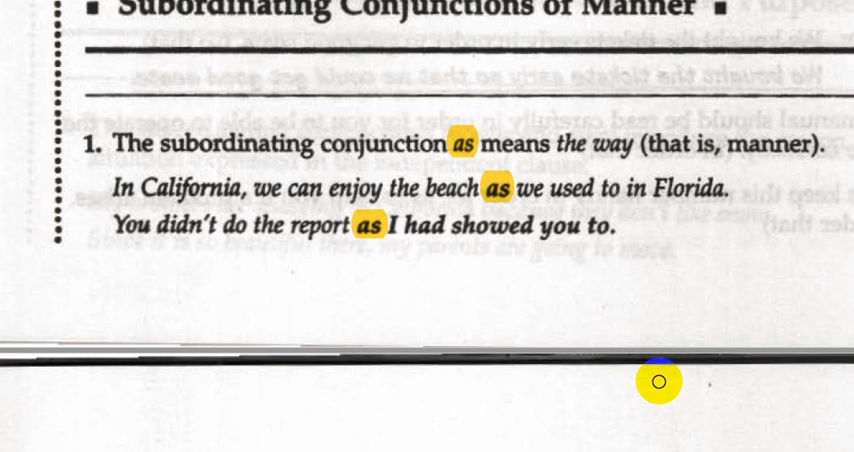 ▪ Subordinating Conjunctions of Manner ▪
1. The subordinating conjunction as means the way (that is, manner).
In California, we can enjoy the beach as we used to in Florida.
You didn't do the report as I had showed you to.